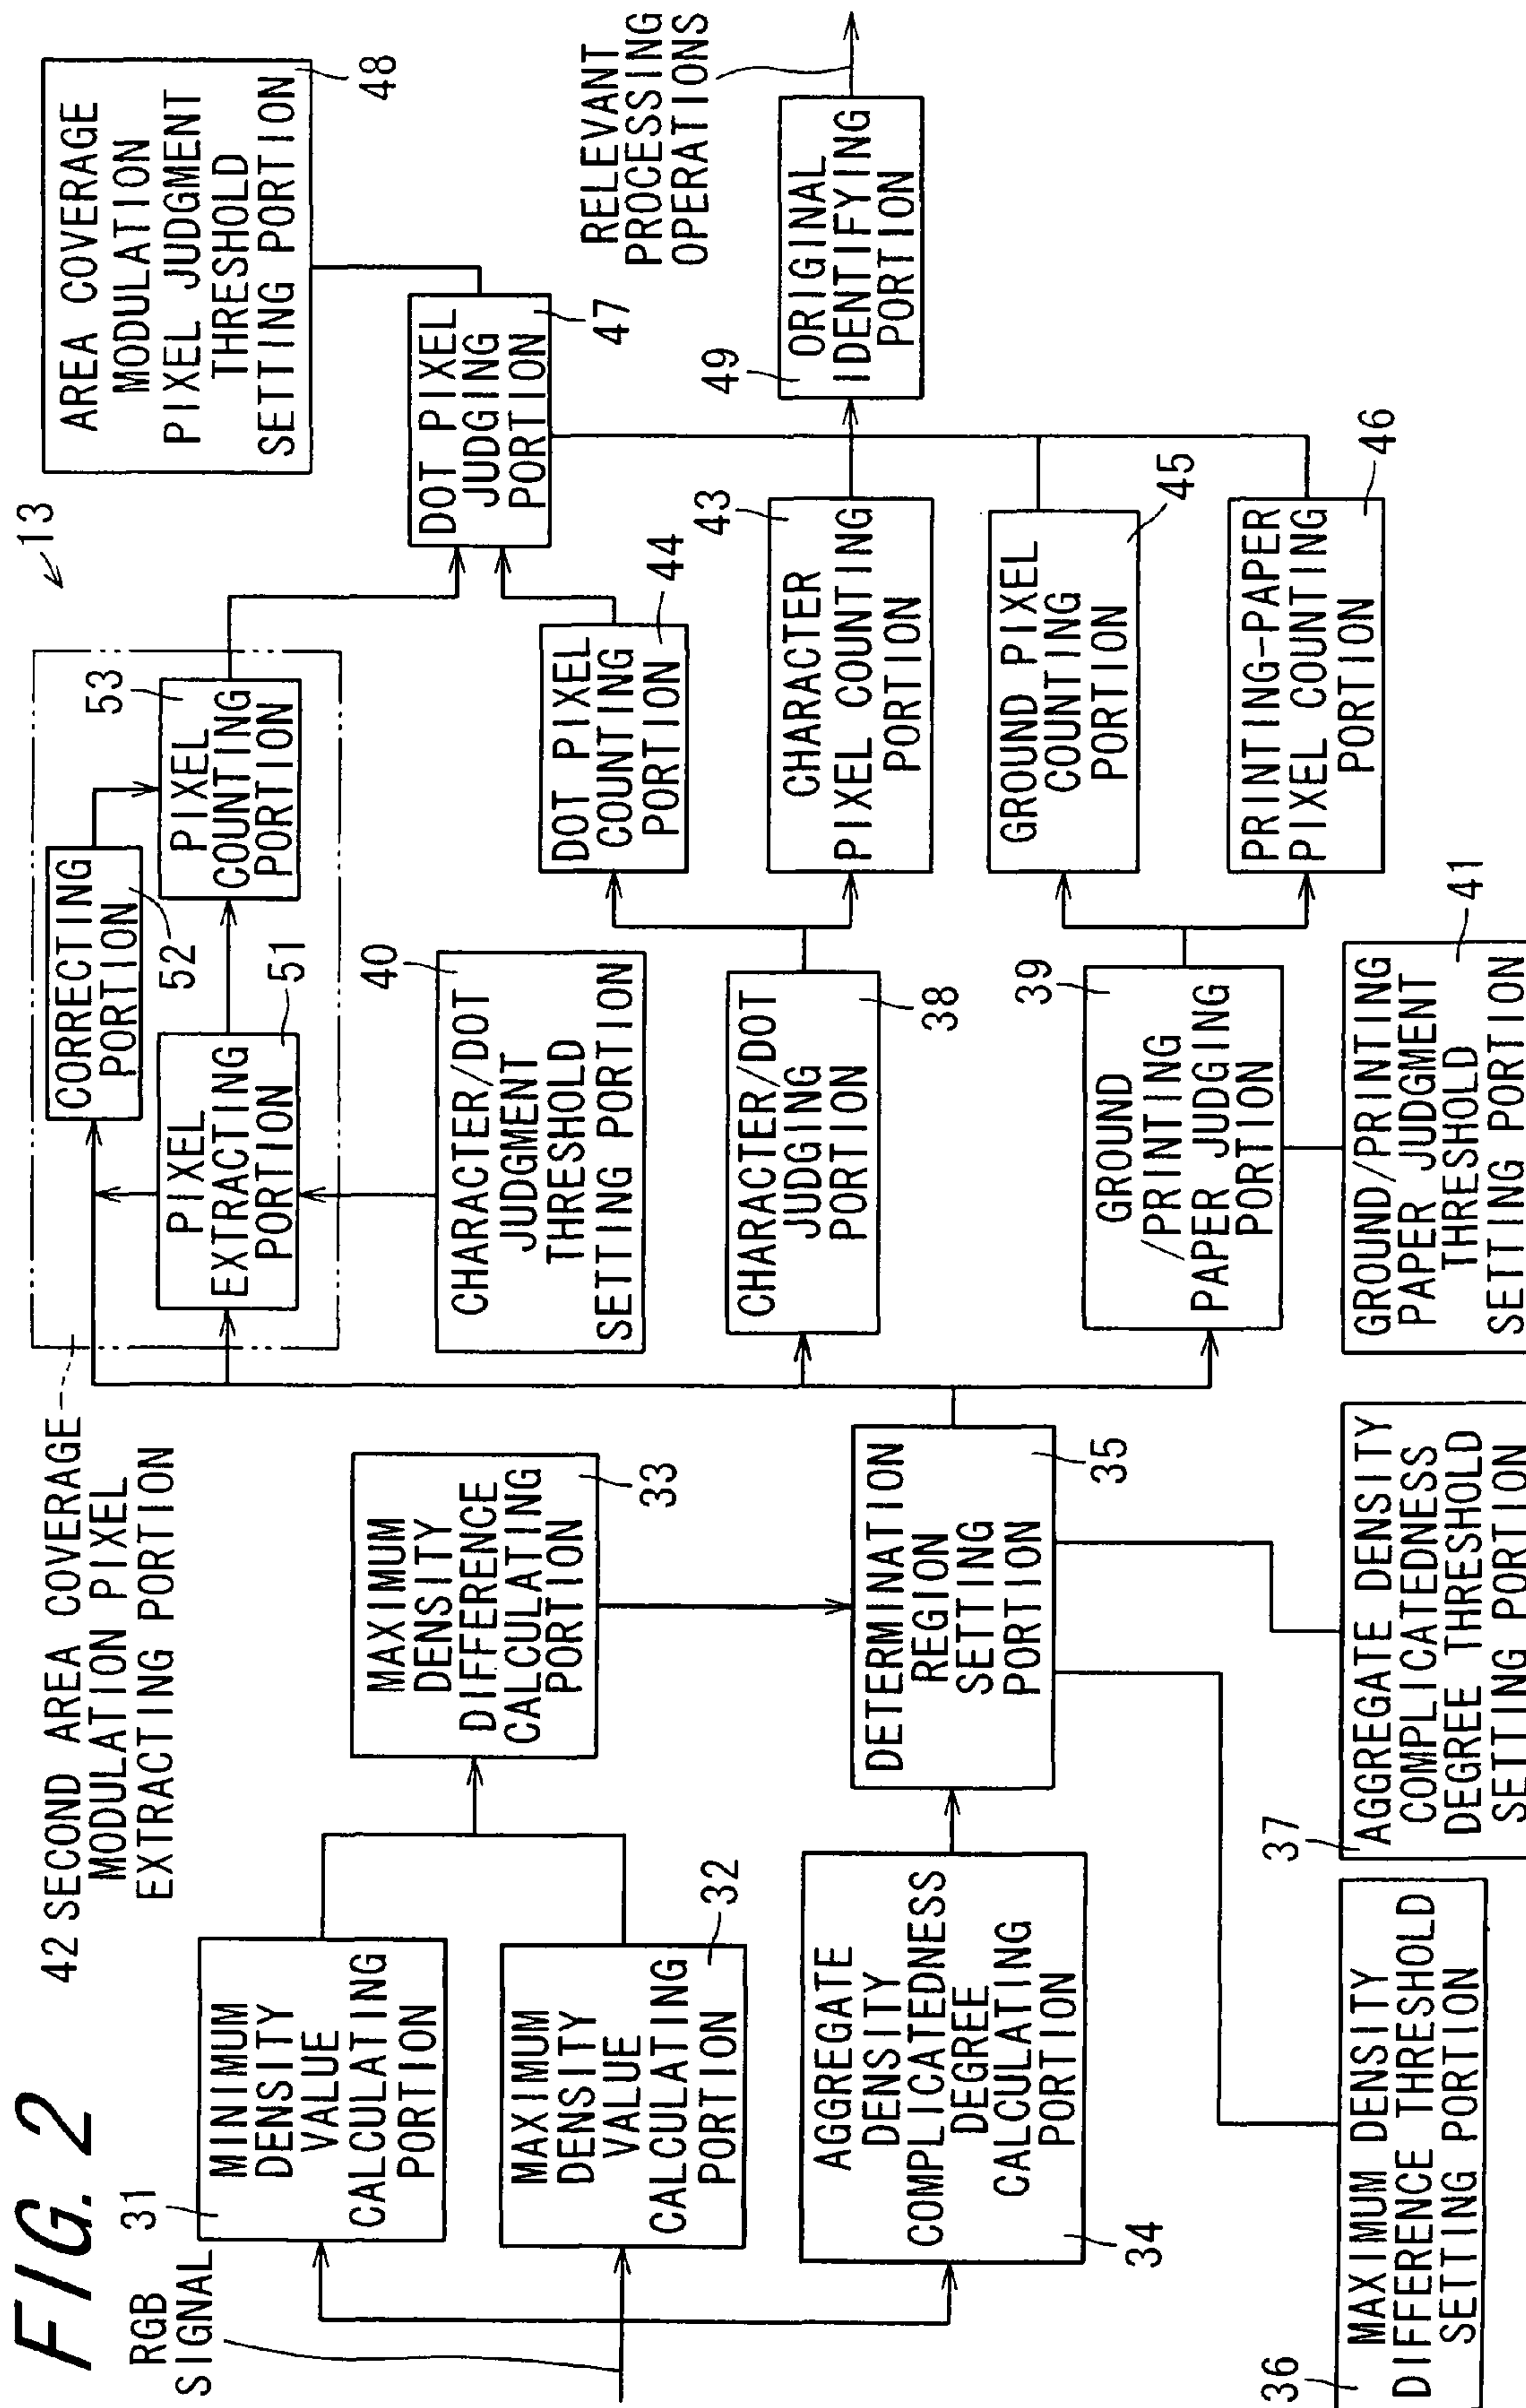 FIG. 2
13
RGB
SIGNAL
31
MINIMUM
DENSITY
VALUE
CALCULATING
PORTION
MAXIMUM
DENSITY
VALUE
CALCULATING
PORTION
32
AGGREGATE
DENSITY
COMPLICATEDNESS
DEGREE
CALCULATING
PORTION
34
36
MAXIMUM DENSITY
DIFFERENCE THRESHOLD
SETTING PORTION
37
AGGREGATE DENSITY
COMPLICATEDNESS
DEGREE THRESHOLD
SETTING PORTION
42 SECOND AREA COVERAGE
MODULATION PIXEL
EXTRACTING PORTION
MAXIMUM
DENSITY
DIFFERENCE
CALCULATING
PORTION
33
DETERMINATION
REGION
SETTING
PORTION
35
CORRECTING
PORTION
52
PIXEL
EXTRACTING
PORTION
51
53
PIXEL
COUNTING
PORTION
40
CHARACTER/DOT
JUDGMENT
THRESHOLD
SETTING PORTION
CHARACTER/DOT
JUDGING
PORTION
38
39
GROUND
/PRINTING
PAPER JUDGING
PORTION
GROUND/PRINTING
PAPER JUDGMENT
THRESHOLD
SETTING PORTION
41
DOT PIXEL
COUNTING
PORTION
44
43
CHARACTER
PIXEL COUNTING
PORTION
GROUND PIXEL
COUNTING
PORTION
45
PRINTING-PAPER
PIXEL COUNTING
PORTION
46
DOT PIXEL
JUDGING
PORTION
47
AREA COVERAGE
MODULATION
PIXEL JUDGMENT
THRESHOLD
SETTING PORTION
48
49
ORIGINAL
IDENTIFYING
PORTION
RELEVANT
PROCESSING
OPERATIONS